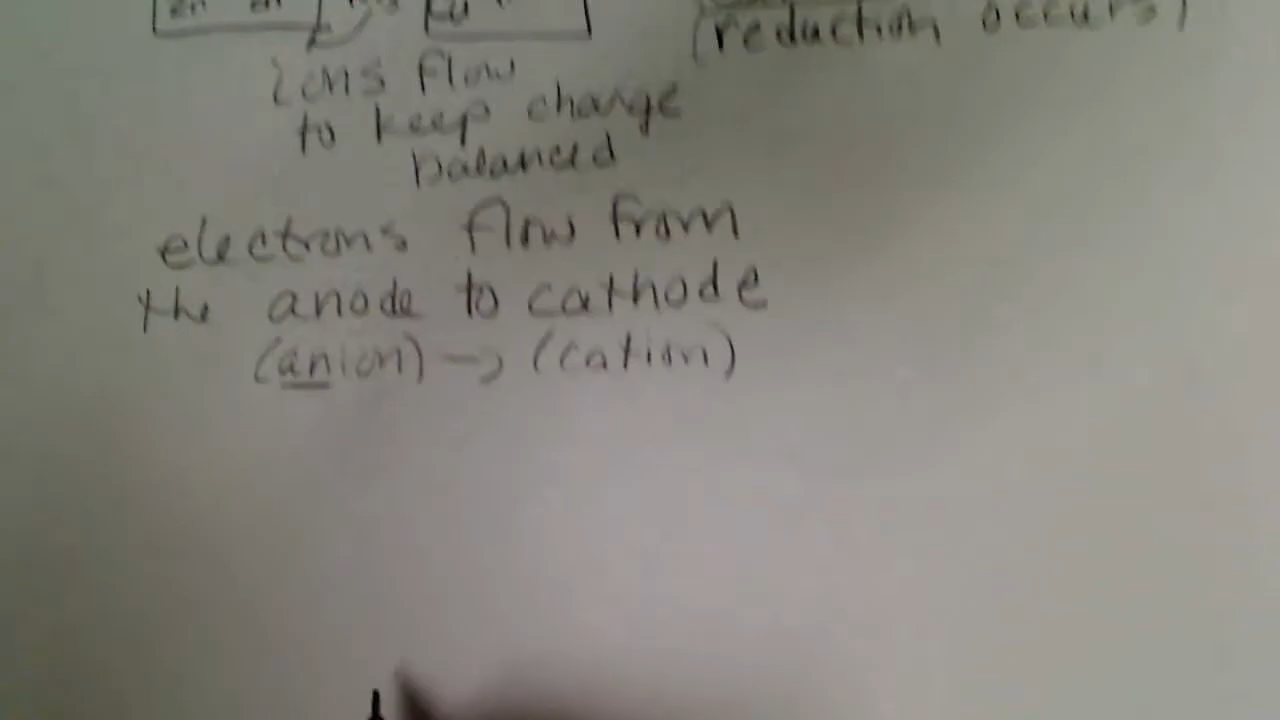 (reduction occurs)
ions flow
to keep charge
balanced
electrons flow from
the anode to cathode
(anion) -> (cation)